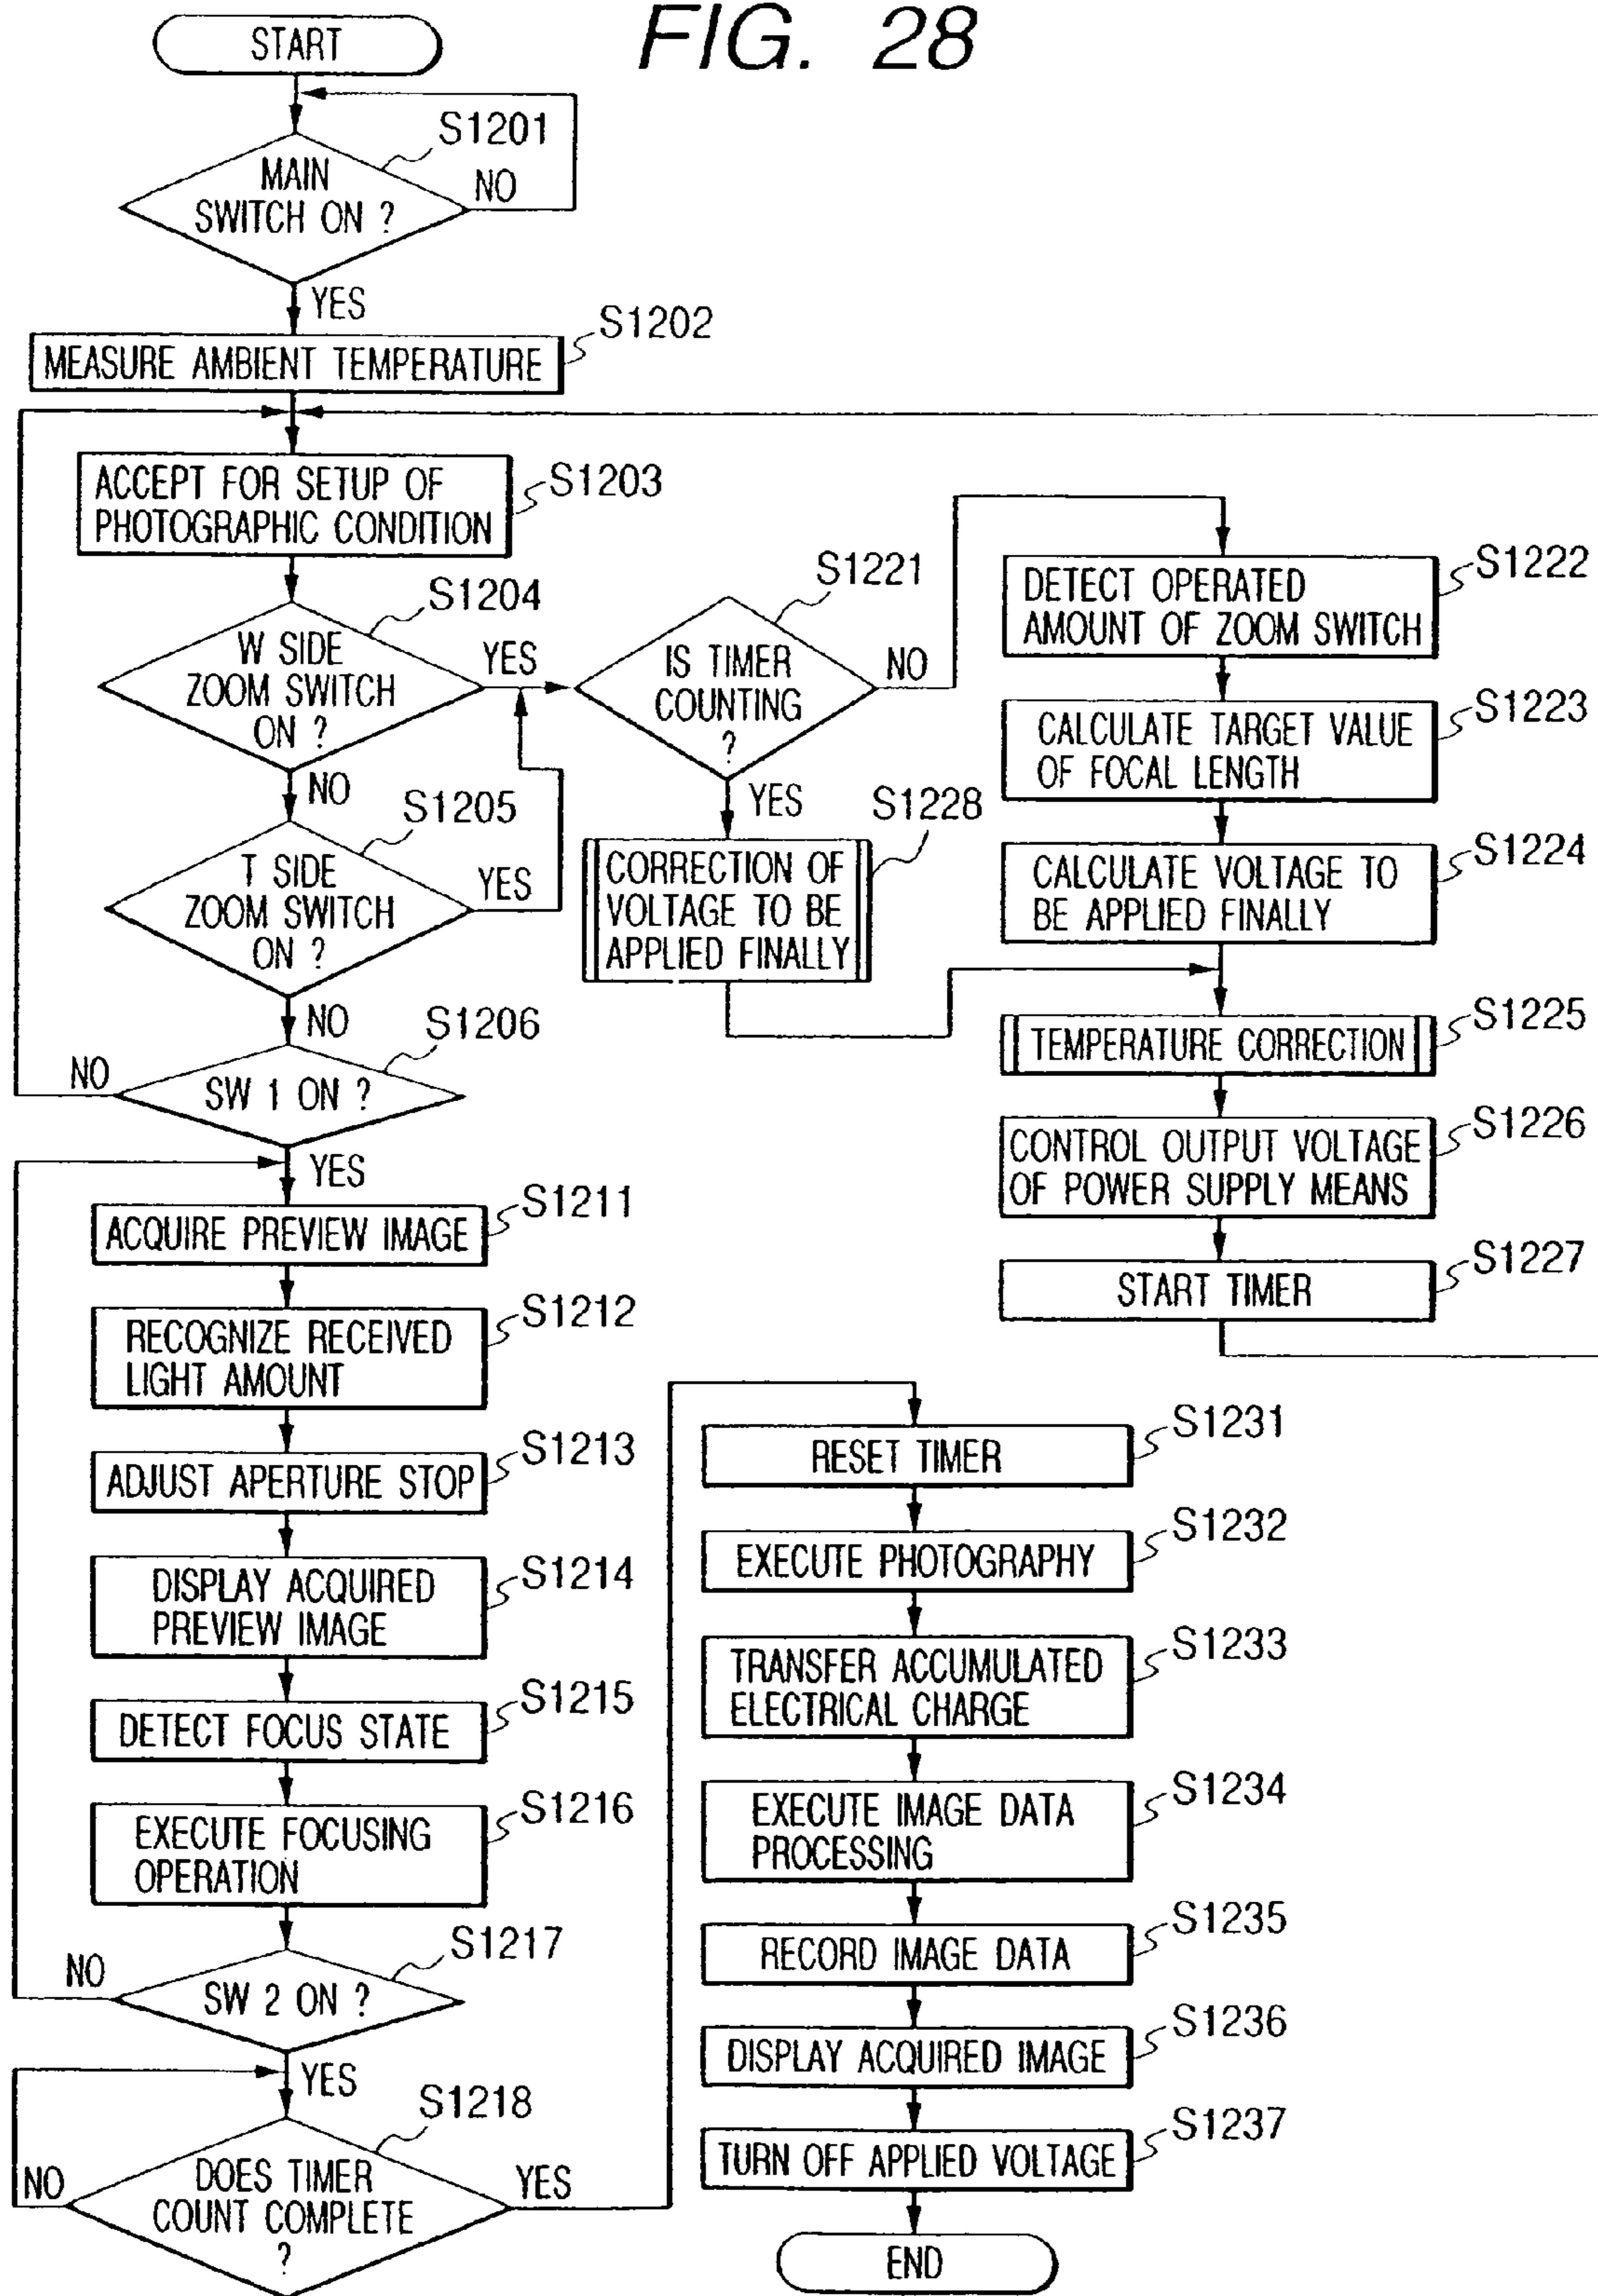 FIG. 28
START
S1201
MAIN
SWITCH ON ?
NO
YES
S1202
MEASURE AMBIENT TEMPERATURE
ACCEPT FOR SETUP OF
PHOTOGRAPHIC CONDITION
S1203
S1204
W SIDE
ZOOM SWITCH
ON ?
YES
NO
S1205
T SIDE
ZOOM SWITCH
ON ?
YES
NO
S1206
SW 1 ON ?
NO
YES
S1211
ACQUIRE PREVIEW IMAGE
S1212
RECOGNIZE RECEIVED
LIGHT AMOUNT
S1213
ADJUST APERTURE STOP
S1214
DISPLAY ACQUIRED
PREVIEW IMAGE
S1215
DETECT FOCUS STATE
S1216
EXECUTE FOCUSING
OPERATION
S1217
SW 2 ON ?
NO
YES
S1218
DOES TIMER
COUNT COMPLETE
?
NO
YES
S1221
IS TIMER
COUNTING
?
NO
YES
S1228
CORRECTION OF
VOLTAGE TO BE
APPLIED FINALLY
S1222
DETECT OPERATED
AMOUNT OF ZOOM SWITCH
S1223
CALCULATE TARGET VALUE
OF FOCAL LENGTH
S1224
CALCULATE VOLTAGE TO
BE APPLIED FINALLY
S1225
TEMPERATURE CORRECTION
S1226
CONTROL OUTPUT VOLTAGE
OF POWER SUPPLY MEANS
S1227
START TIMER
S1231
RESET TIMER
S1232
EXECUTE PHOTOGRAPHY
S1233
TRANSFER ACCUMULATED
ELECTRICAL CHARGE
S1234
EXECUTE IMAGE DATA
PROCESSING
S1235
RECORD IMAGE DATA
S1236
DISPLAY ACQUIRED IMAGE
S1237
TURN OFF APPLIED VOLTAGE
END